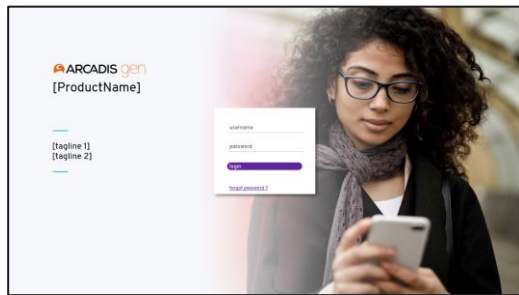 ARCADIS gen
[ProductName]
[tagline 1]
[tagline 2]
username
password
login
forgot password ?